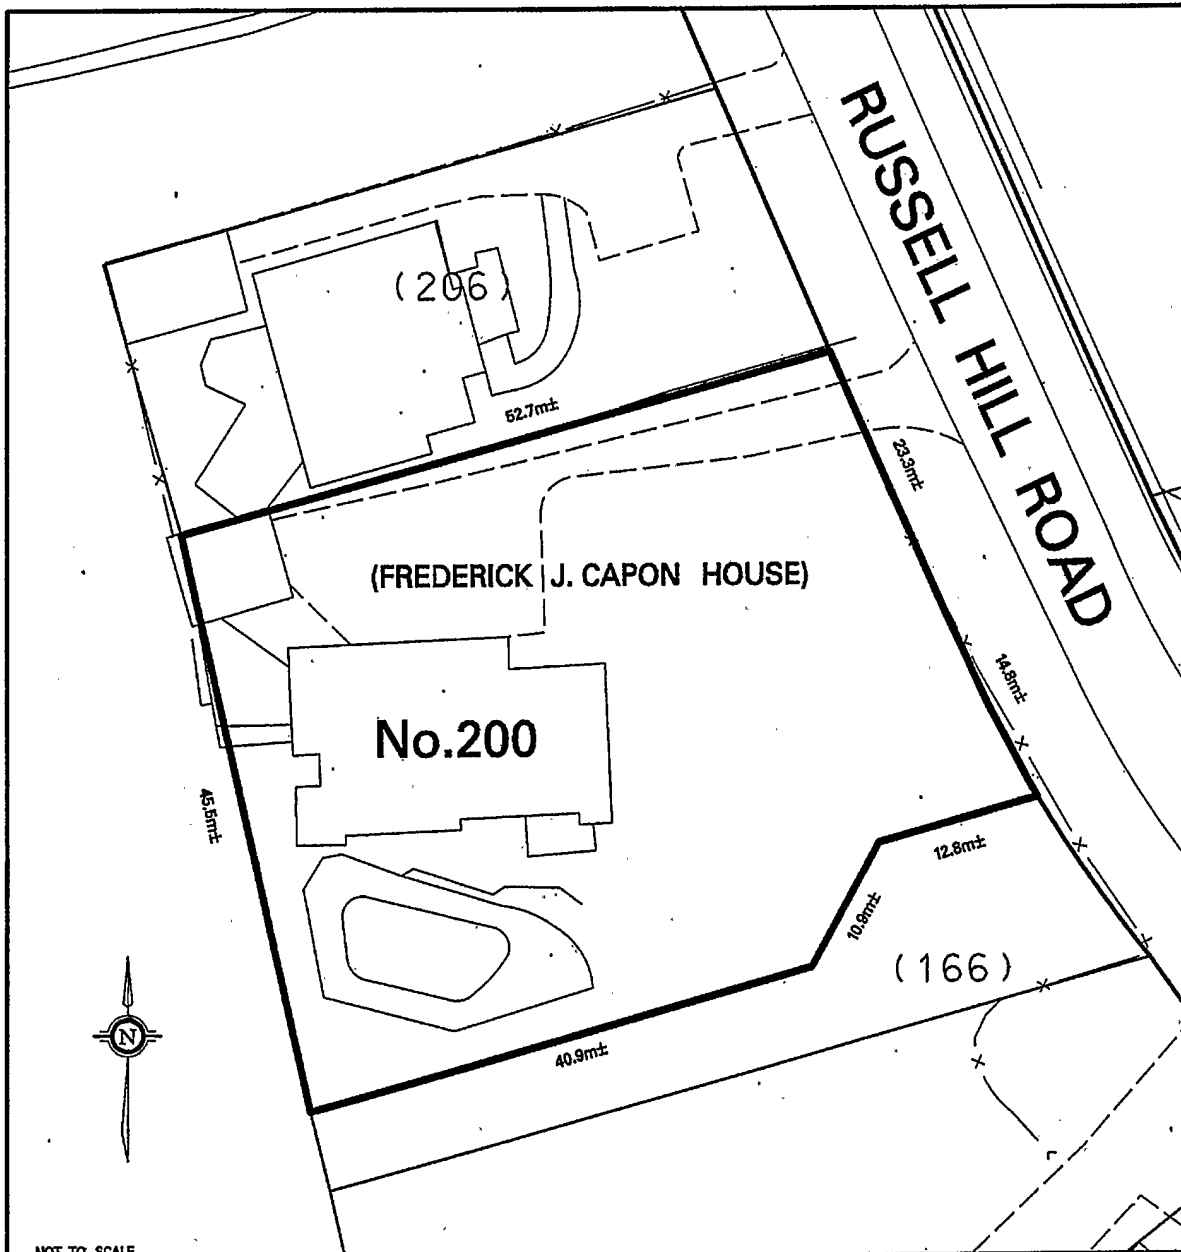 RUSSELL HILL ROAD
(206)
52.7m±
23.3m±
(FREDERICK J. CAPON HOUSE)
14.8m±
No.200
45.5m±
12.8m±
10.9m±
(166)
N
40.9m±
NOT TO SCALE